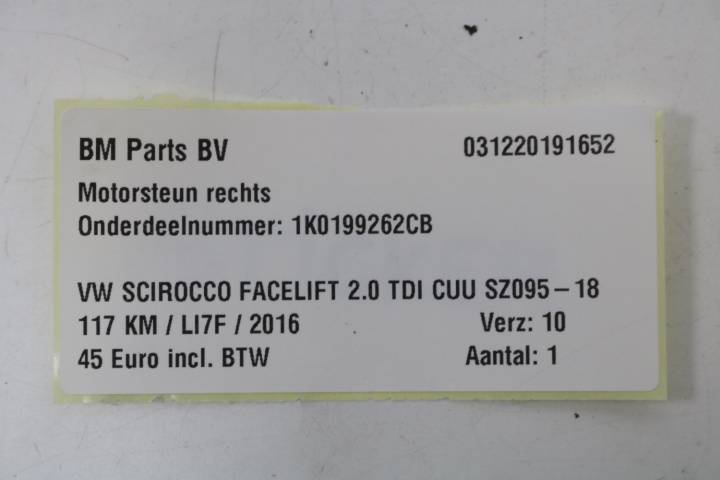 BM Parts BV 031220191652
Motorsteun rechts
Onderdeelnummer: 1K0199262CB
VW SCIROCCO FACELIFT 2.0 TDI CUU SZ095-18
117 KM / LI7F / 2016 Verz: 10
45 Euro incl. BTW Aantal: 1